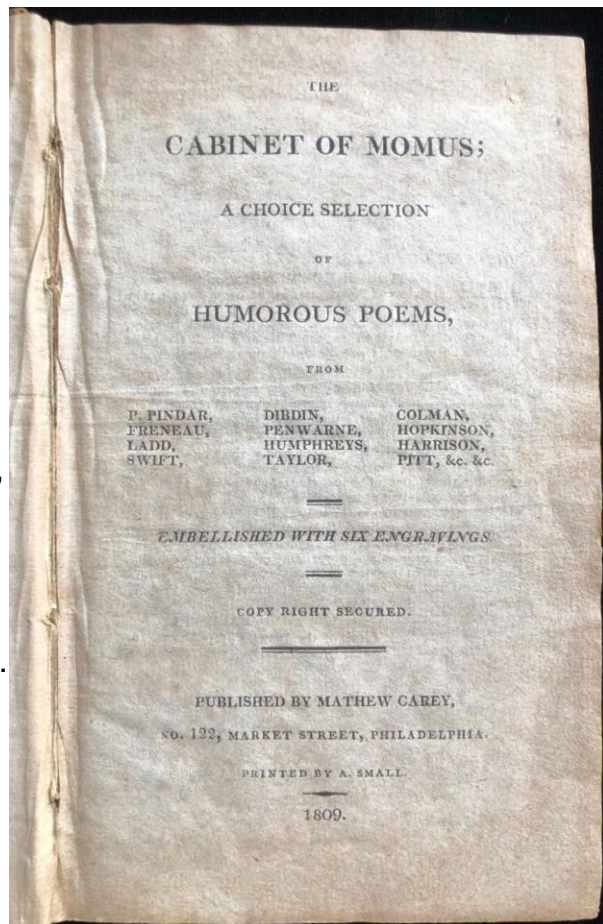 THE
CABINET OF MOMUS;
A CHOICE SELECTION
OF
HUMOROUS POEMS,
FROM
P. PINDAR, DIBDIN, COLMAN,
FRENEAU, PENWARNE, HOPKINSON,
LADD, HUMPHREYS, HARRISON,
SWIFT, TAYLOR, PITT, &c. &c.
EMBELLISHED WITH SIX ENGRAVINGS.
COPY RIGHT SECURED.
PUBLISHED BY MATHEW CAREY,
NO. 122, MARKET STREET, PHILADELPHIA.
PRINTED BY A. SMALL.
1809.